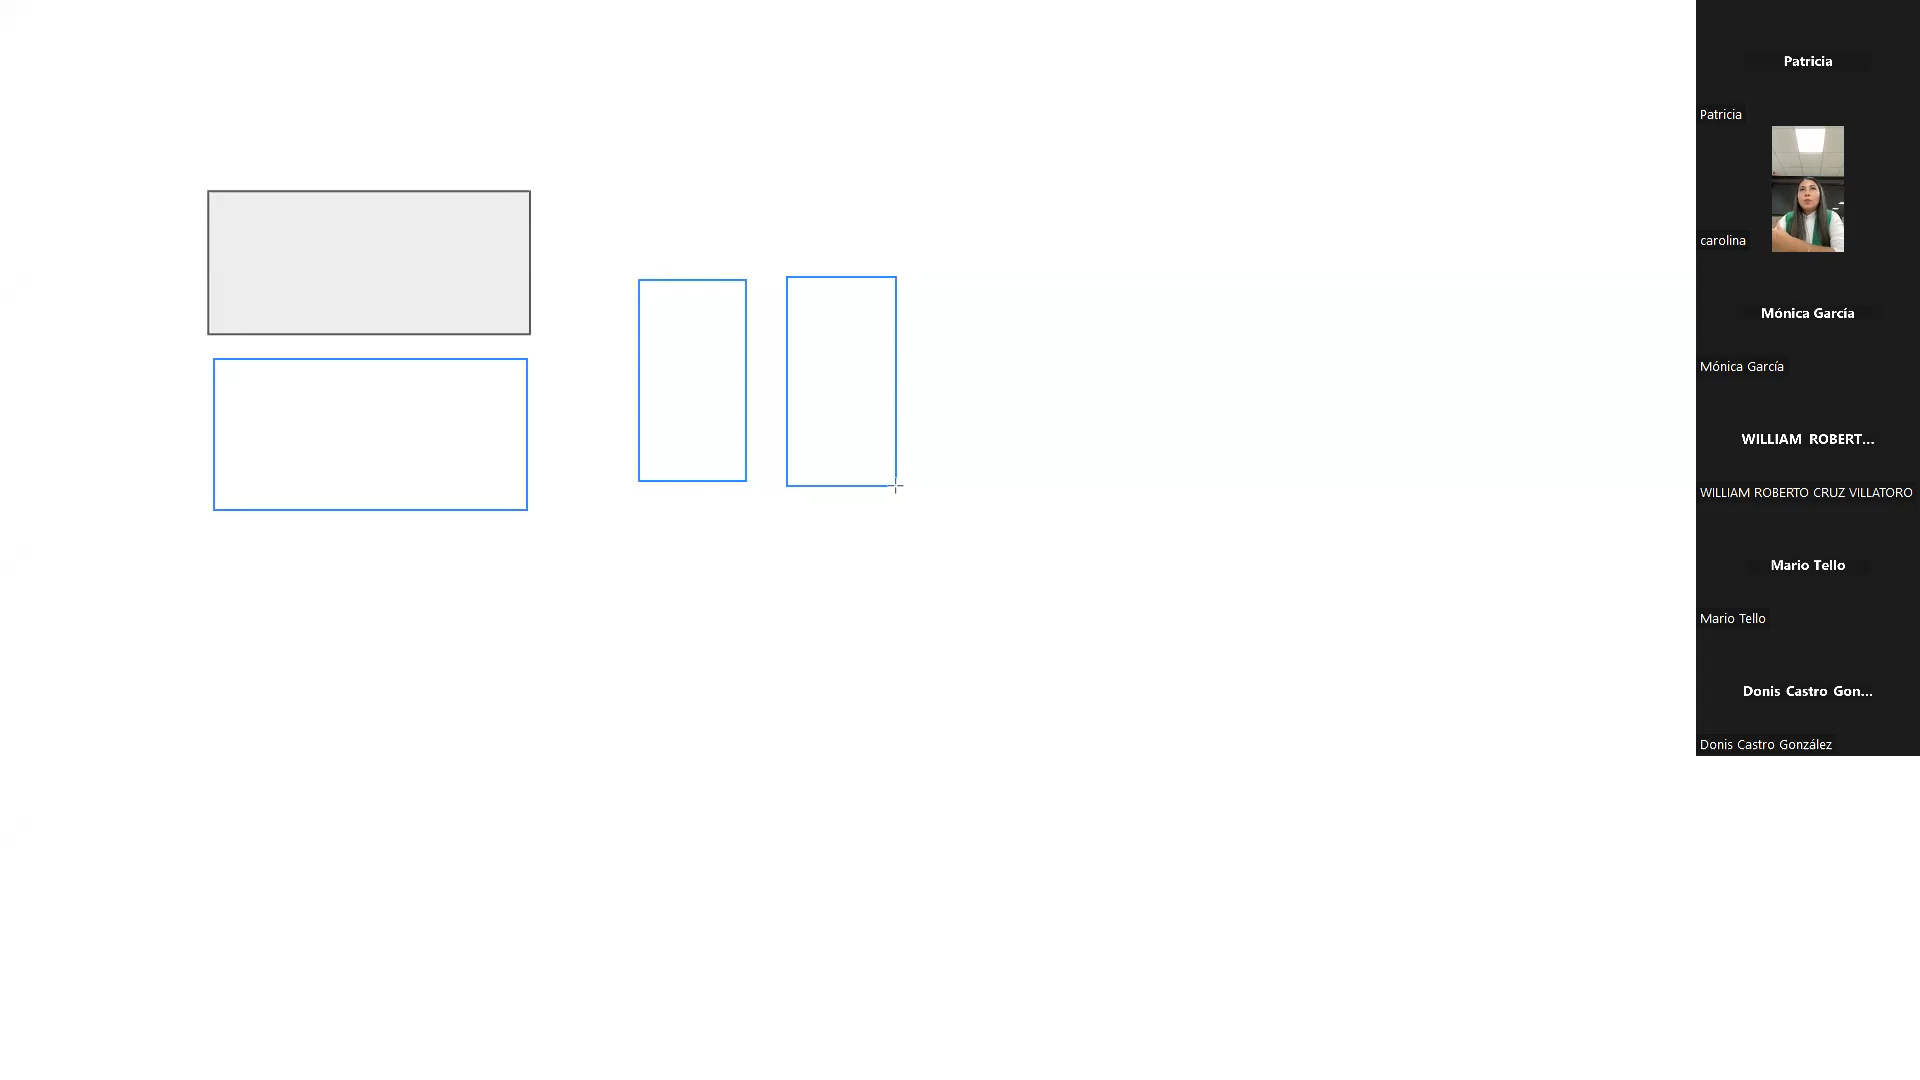 Patricia
Patricia
carolina
Mónica García
Mónica García
WILLIAM ROBERT...
WILLIAM ROBERTO CRUZ VILLATORO
Mario Tello
Mario Tello
Donis Castro Gon...
Donis Castro González